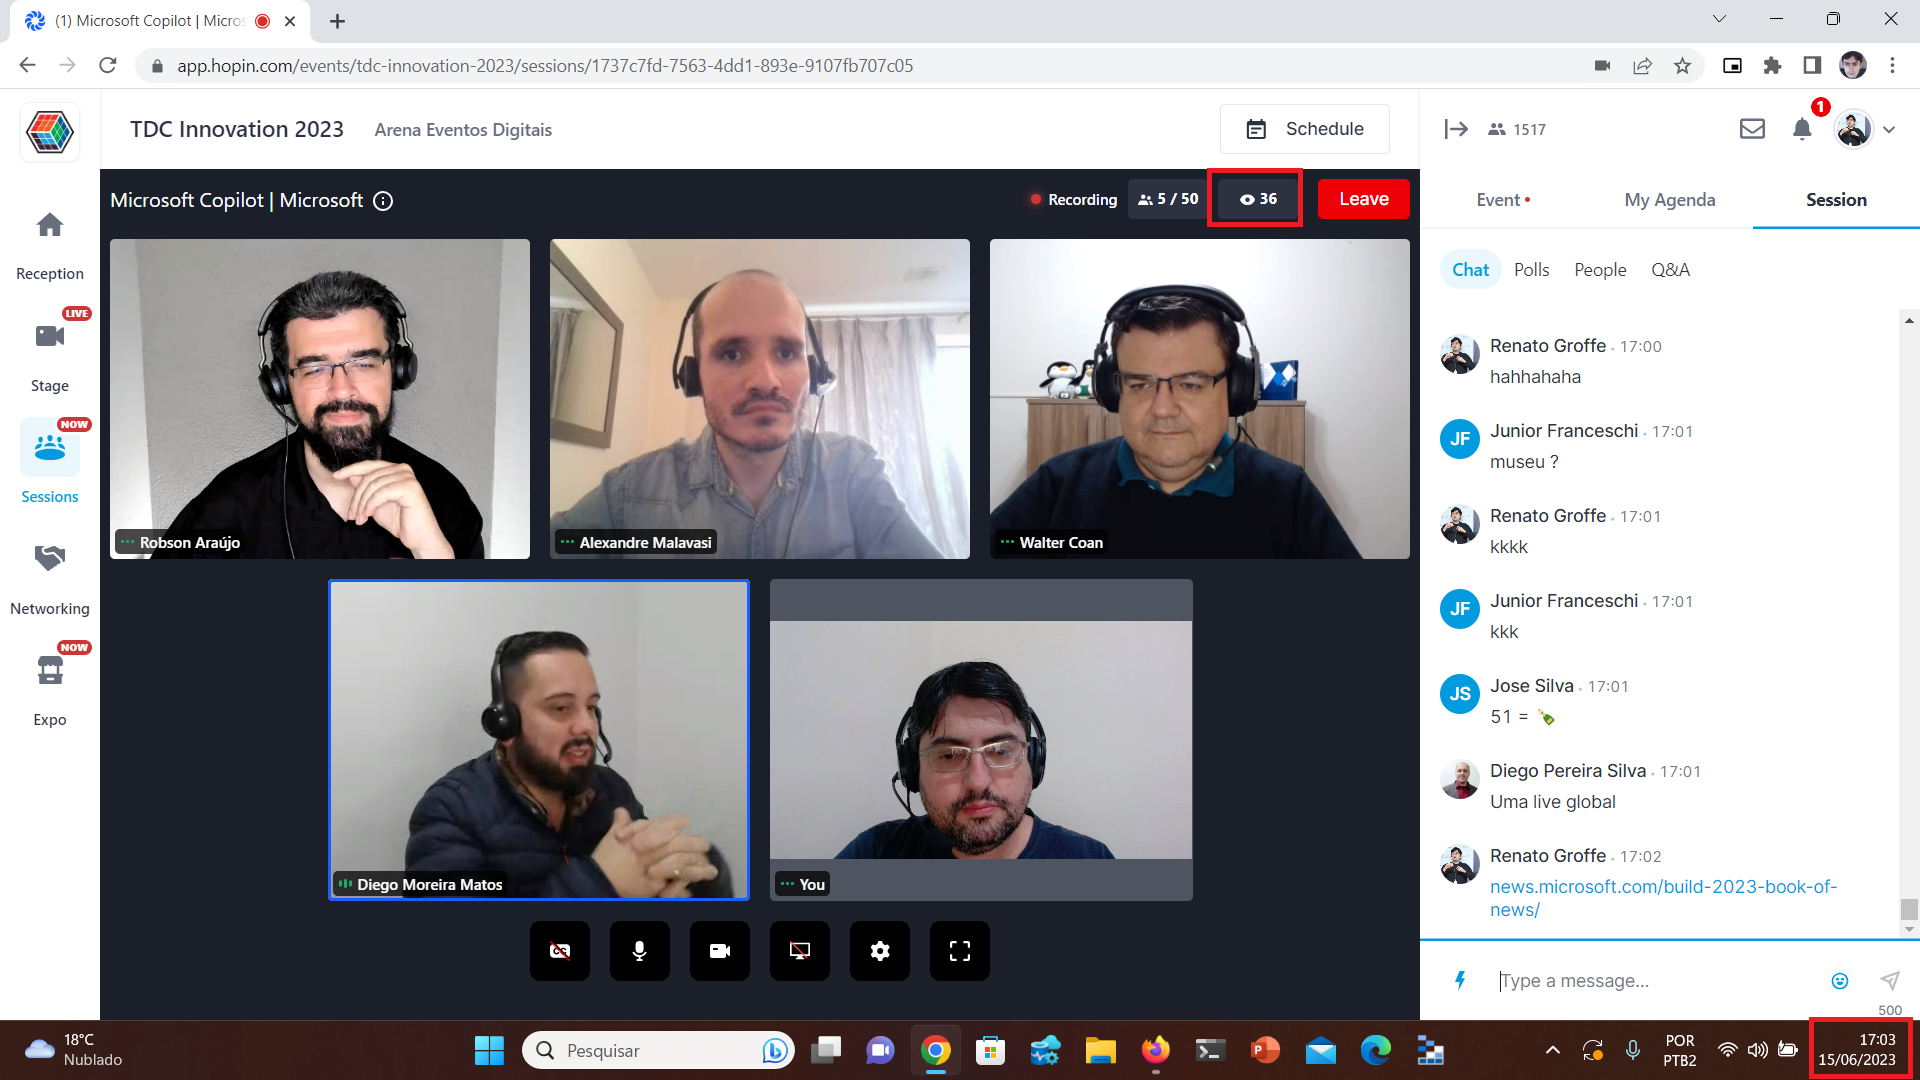 (1) Microsoft Copilot | Micros
app.hopin.com/events/tdc-innovation-2023/sessions/1737c7fd-7563-4dd1-893e-9107fb707c05
TDC Innovation 2023
Arena Eventos Digitais
Schedule
1517
1
Microsoft Copilot | Microsoft
Recording
5 / 50
36
Leave
Event
My Agenda
Session
Chat
Polls
People
Q&A
Reception
LIVE
Stage
NOW
Sessions
Networking
NOW
Expo
Robson Araújo
Alexandre Malavasi
Walter Coan
Diego Moreira Matos
You
CC
Renato Groffe 17:00
hahhahaha
JF
Junior Franceschi 17:01
museu ?
Renato Groffe 17:01
kkkk
JF
Junior Franceschi 17:01
kkk
JS
Jose Silva 17:01
51 = 🍾
Diego Pereira Silva 17:01
Uma live global
Renato Groffe 17:02
news.microsoft.com/build-2023-book-of-
news/
Type a message...
500
18°C
Nublado
Pesquisar
POR
PTB2
17:03
15/06/2023